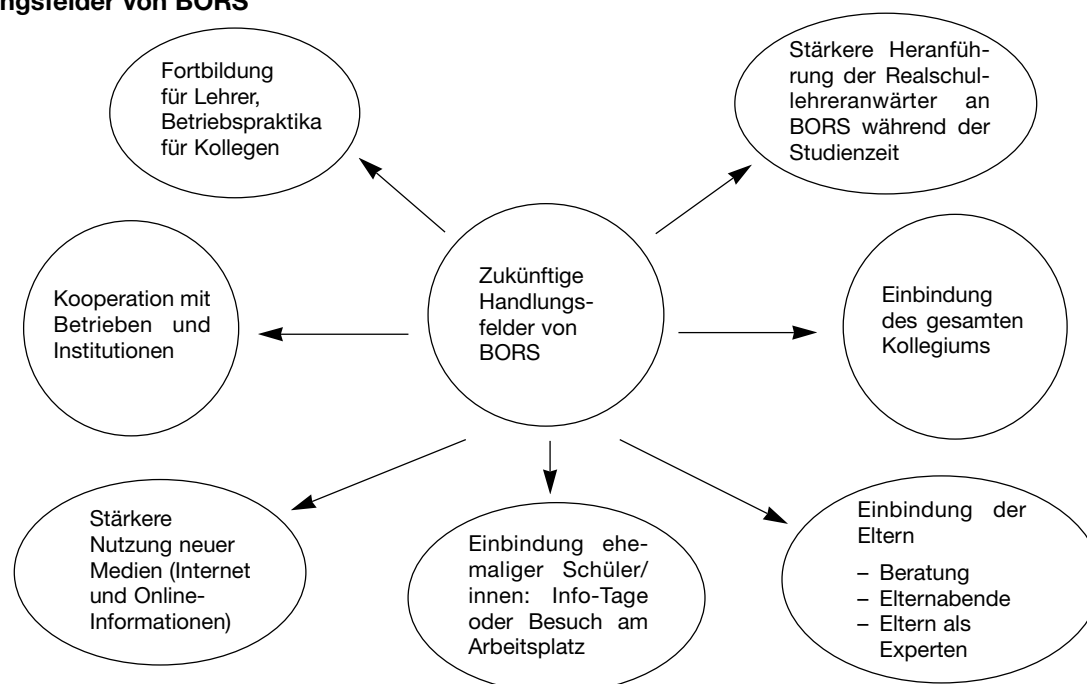 ngsfelder von BORS
Fortbildung
für Lehrer,
Betriebspraktika
für Kollegen
Stärkere Heranfüh-
rung der Realschul-
lehreranwärter an
BORS während der
Studienzeit
Kooperation mit
Betrieben und
Institutionen
Zukünftige
Handlungs-
felder von
BORS
Einbindung
des gesamten
Kollegiums
Stärkere
Nutzung neuer
Medien (Internet
und Online-
Informationen)
Einbindung ehe-
maliger Schüler/
innen: Info-Tage
oder Besuch am
Arbeitsplatz
Einbindung der
Eltern
– Beratung
– Elternabende
– Eltern als
Experten